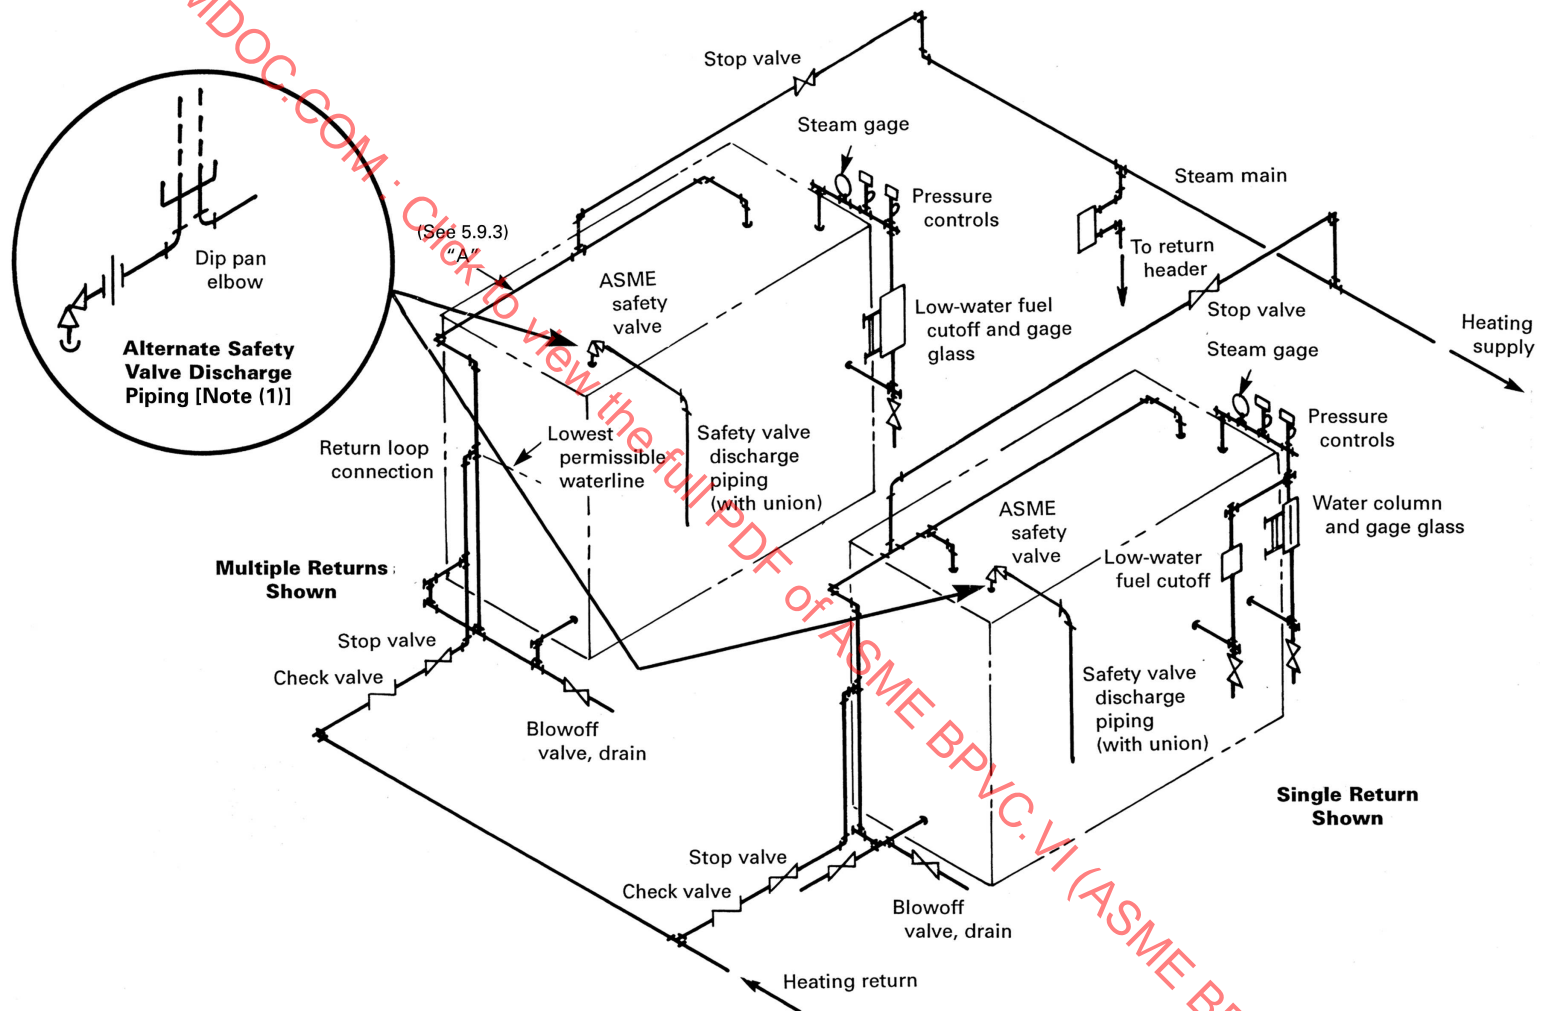 MDOC.COM : Click to view the full PDF of ASME BPVC.VI (ASME BP
Stop valve
Steam gage
Pressure
controls
Steam main
(See 5.9.3)
"A"
Dip pan
elbow
Alternate Safety
Valve Discharge
Piping [Note (1)]
ASME
safety
valve
To return
header
Low-water fuel
cutoff and gage
glass
Stop valve
Heating
supply
Steam gage
Return loop
connection
Lowest
permissible
waterline
Safety valve
discharge
piping
(with union)
Pressure
controls
ASME
safety
valve
Water column
and gage glass
Low-water
fuel cutoff
Multiple Returns
Shown
Stop valve
Check valve
Blowoff
valve, drain
Safety valve
discharge
piping
(with union)
Single Return
Shown
Stop valve
Check valve
Blowoff
valve, drain
Heating return